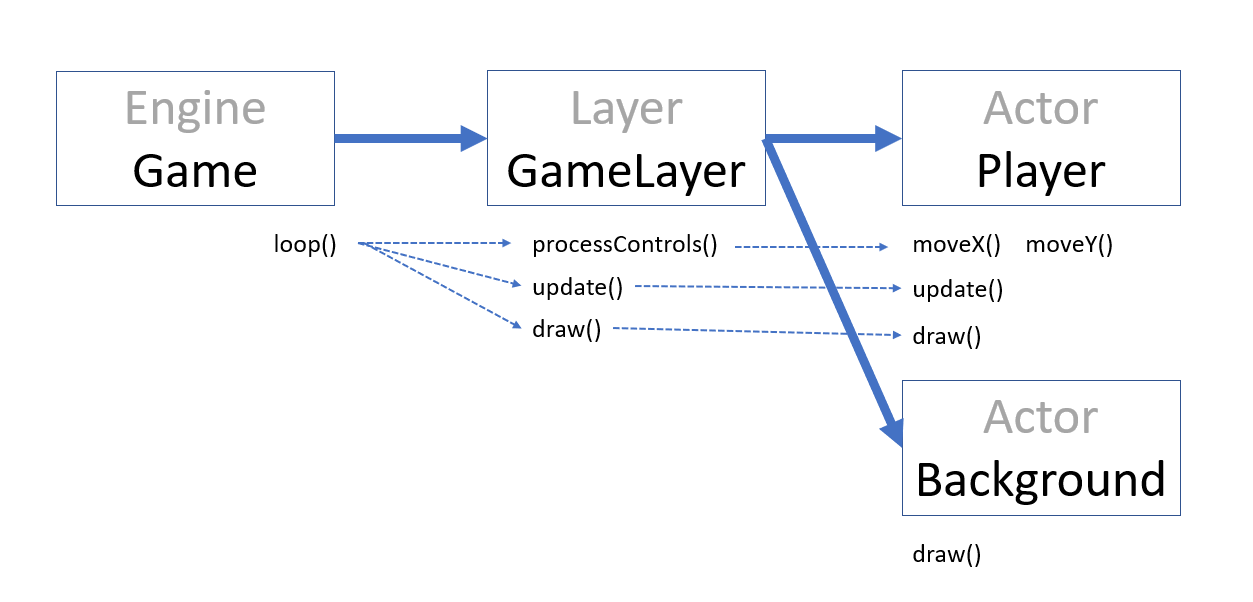 Engine
Game
Layer
GameLayer
Actor
Player
loop()
processControls()
update()
draw()
moveX() moveY()
update()
draw()
Actor
Background
draw()